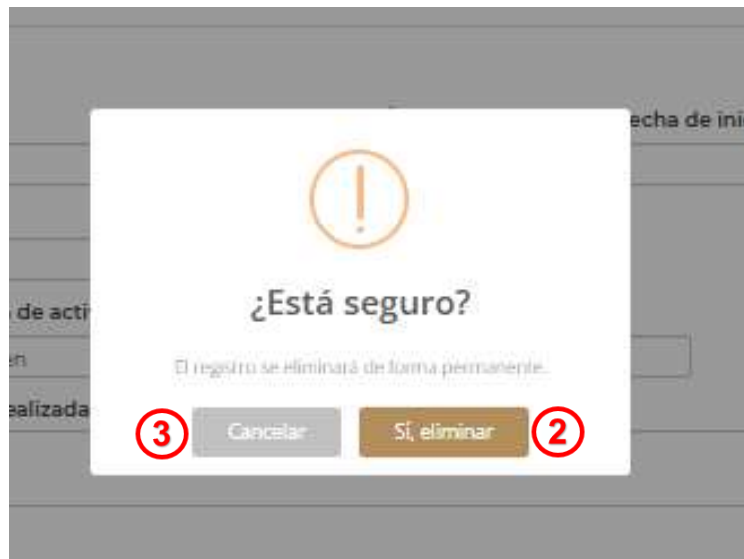 echa de ini
¿Está seguro?
de acti
en
El registro se eliminará de forma permanente.
ealizada
3 Cancelar Sí, eliminar 2